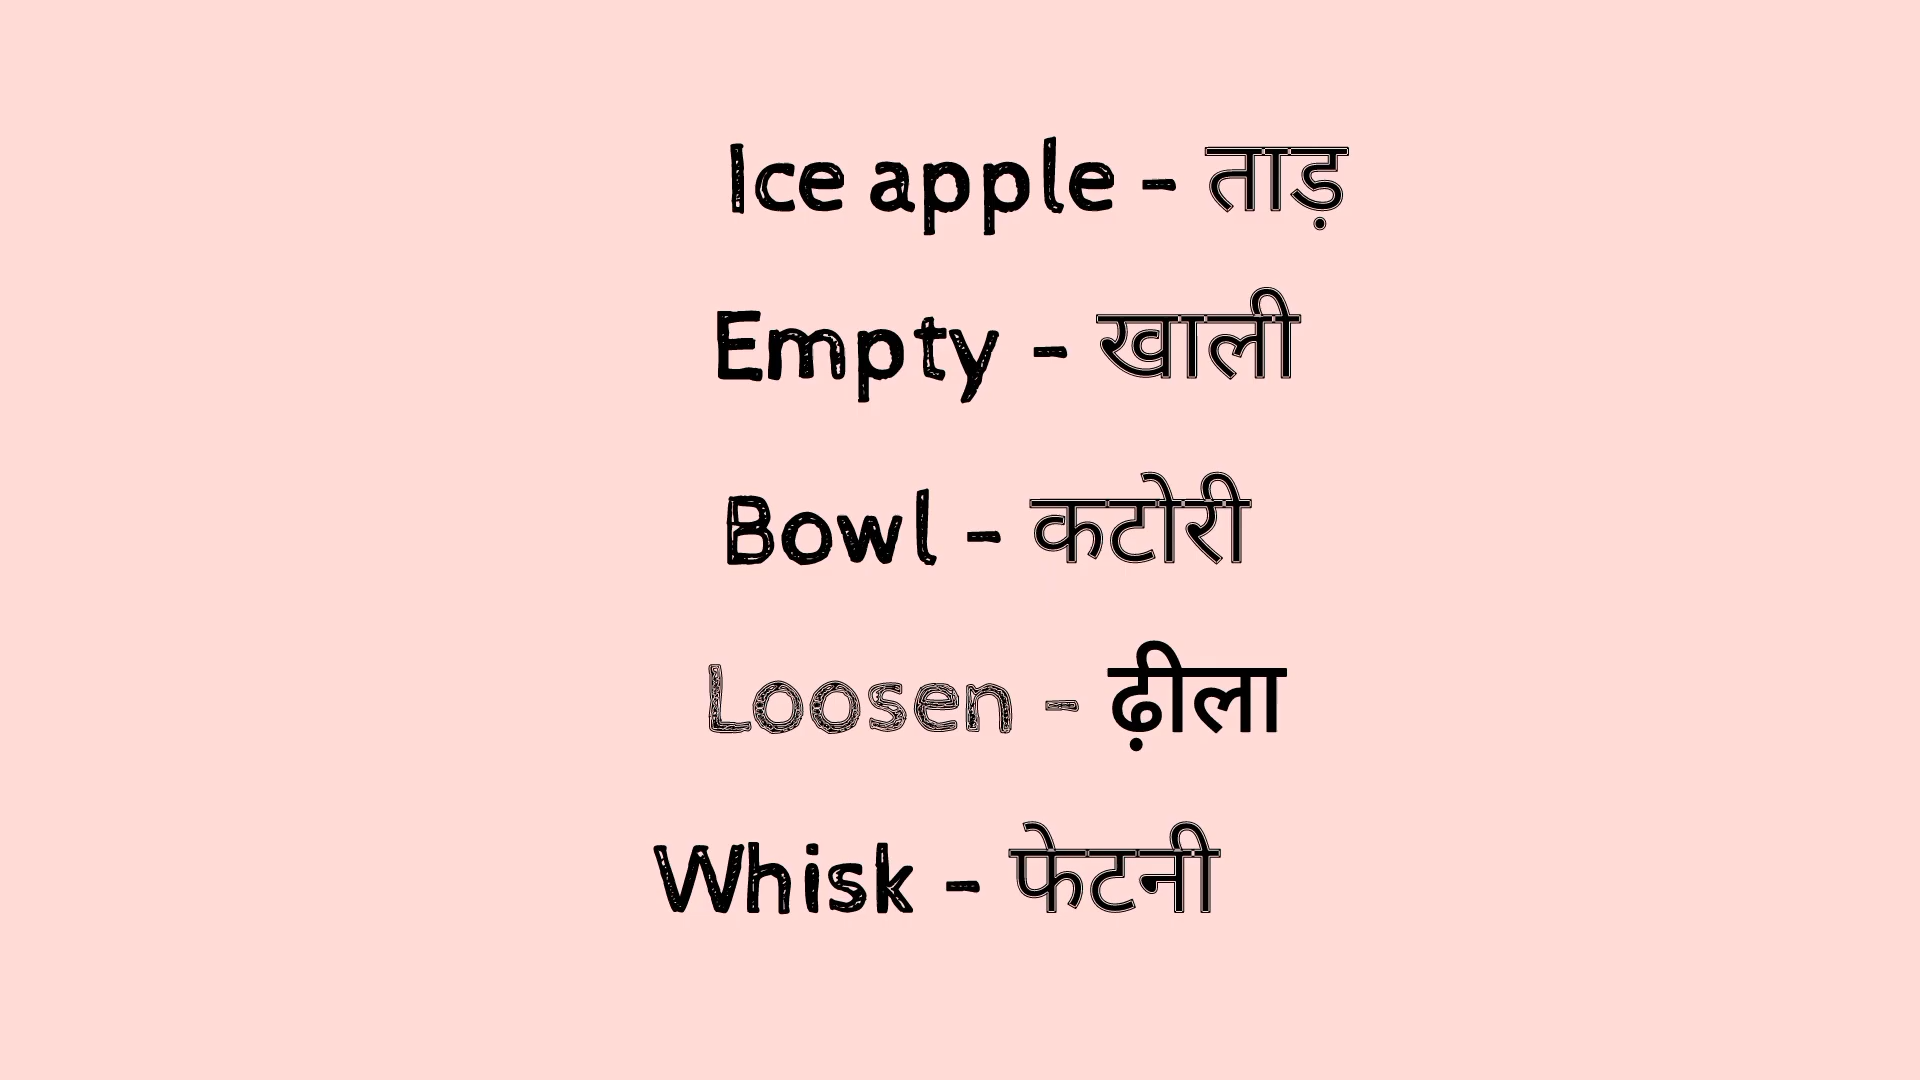 Ice apple - ताड़
Empty - खाली
Bowl - कटोरी
Loosen - ढ़ीला
Whisk - फेटनी